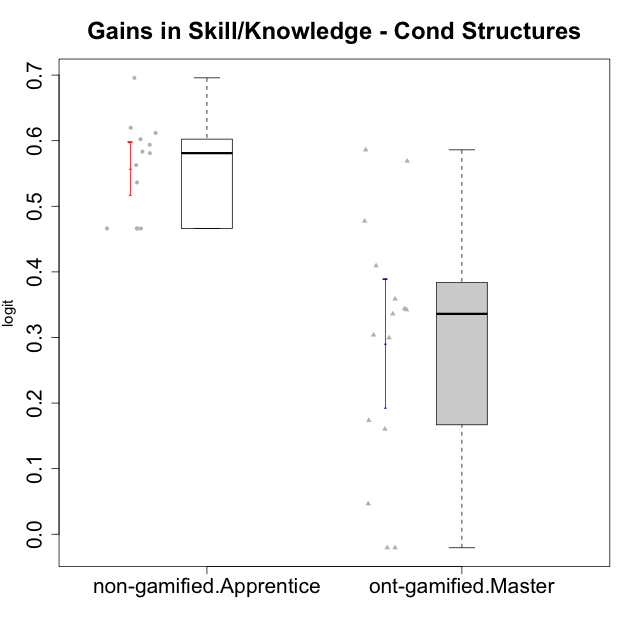 Gains in Skill/Knowledge - Cond Structures
0.7
0.6
0.5
0.4
0.3
0.2
0.1
0.0
logit
non-gamified.Apprentice
ont-gamified.Master